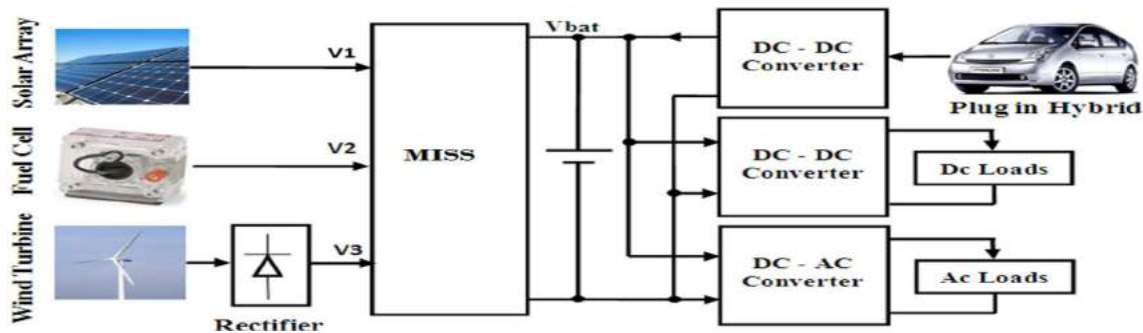 Solar Array
V1
Fuel Cell
V2
Wind Turbine
V3
Rectifier
MISS
Vbat
DC - DC
Converter
Plug in Hybrid
DC - DC
Converter
Dc Loads
DC - AC
Converter
Ac Loads